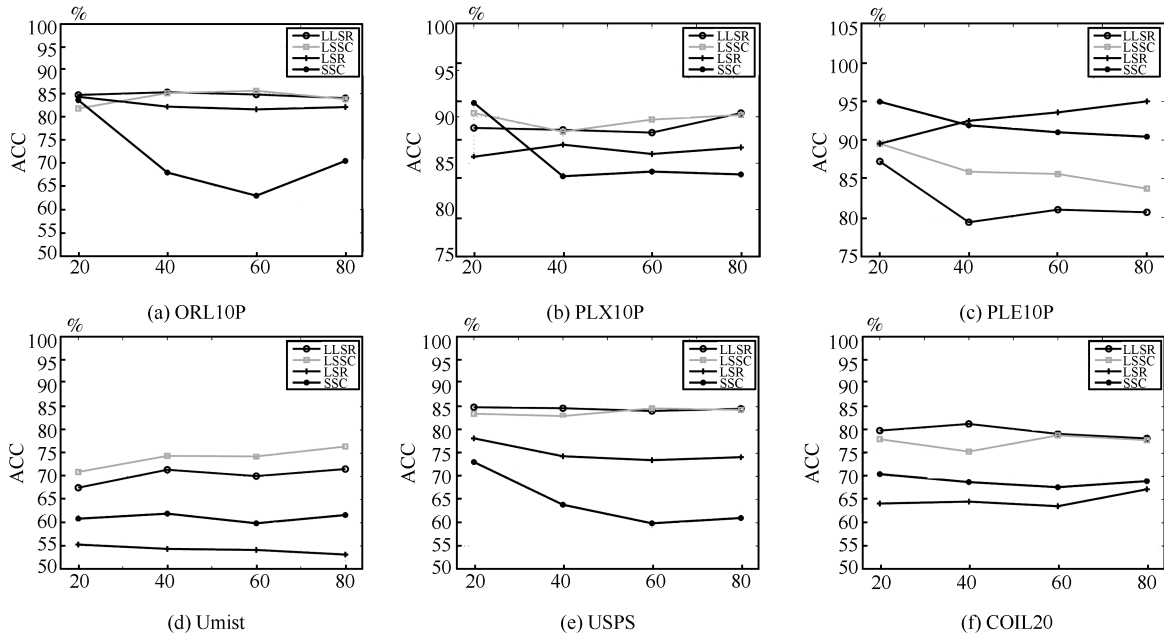 %
100
95
90
85
80
75
70
65
60
55
50
ACC
20 40 60 80
LLSR
LSSC
LSR
SSC
(a) ORL10P
%
100
95
90
85
80
75
ACC
20 40 60 80
LLSR
LSSC
LSR
SSC
(b) PLX10P
%
105
100
95
90
85
80
75
ACC
20 40 60 80
LLSR
LSSC
LSR
SSC
(c) PLE10P
%
100
95
90
85
80
75
70
65
60
55
50
ACC
20 40 60 80
LLSR
LSSC
LSR
SSC
(d) Umist
%
100
95
90
85
80
75
70
65
60
55
50
ACC
20 40 60 80
LLSR
LSSC
LSR
SSC
(e) USPS
%
100
95
90
85
80
75
70
65
60
55
50
ACC
20 40 60 80
LLSR
LSSC
LSR
SSC
(f) COIL20